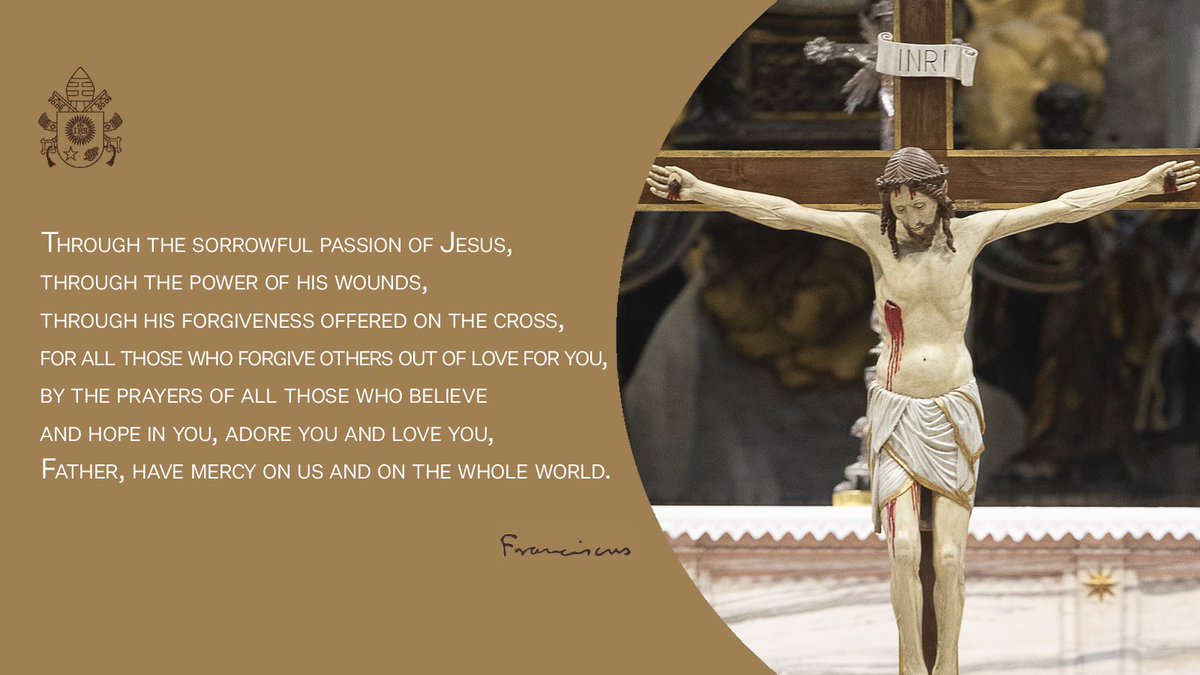 IHS
INRI
THROUGH THE SORROWFUL PASSION OF JESUS,
THROUGH THE POWER OF HIS WOUNDS,
THROUGH HIS FORGIVENESS OFFERED ON THE CROSS,
FOR ALL THOSE WHO FORGIVE OTHERS OUT OF LOVE FOR YOU,
BY THE PRAYERS OF ALL THOSE WHO BELIEVE
AND HOPE IN YOU, ADORE YOU AND LOVE YOU,
FATHER, HAVE MERCY ON US AND ON THE WHOLE WORLD.
Franciscus